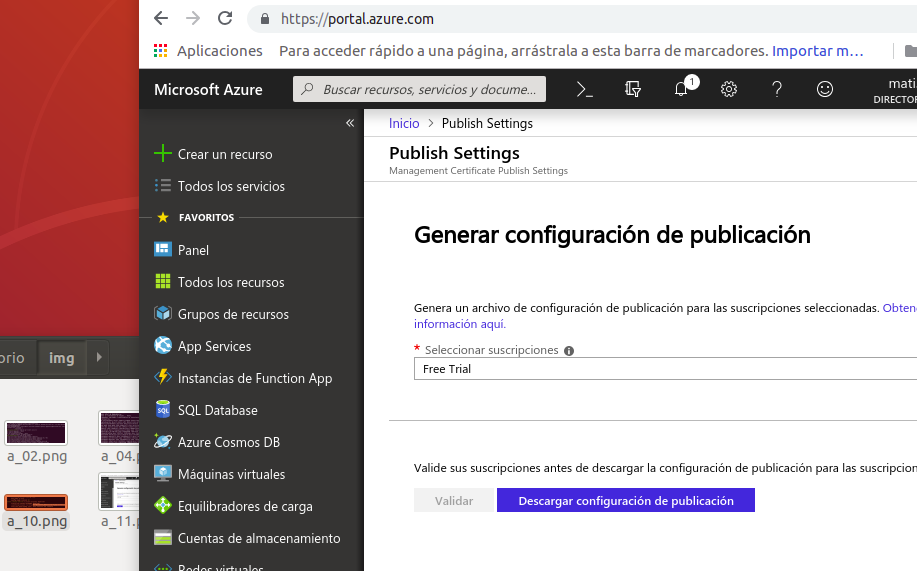 https://portal.azure.com
Aplicaciones Para acceder rápido a una página, arrástrala a esta barra de marcadores. Importar m...
Microsoft Azure
Buscar recursos, servicios y docume...
1
mati
DIRECTOR
«
Inicio > Publish Settings
Publish Settings
Management Certificate Publish Settings
Crear un recurso
Todos los servicios
FAVORITOS
Panel
Todos los recursos
Grupos de recursos
App Services
Instancias de Function App
SQL Database
Azure Cosmos DB
Máquinas virtuales
Equilibradores de carga
Cuentas de almacenamiento
Redes virtuales
Generar configuración de publicación
Genera un archivo de configuración de publicación para las suscripciones seleccionadas. Obten
información aquí.
* Seleccionar suscripciones
Free Trial
Valide sus suscripciones antes de descargar la configuración de publicación para las suscripcion
Validar
Descargar configuración de publicación
orio
img
a_02.png
a_04.
a_10.png
a_11.